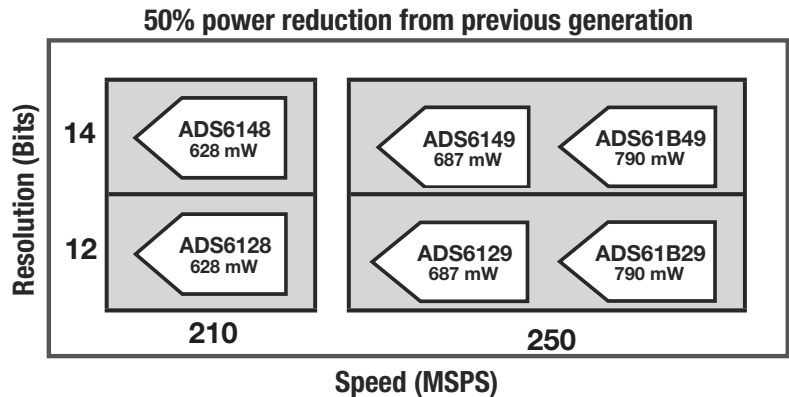 50% power reduction from previous generation
Resolution (Bits)
14
ADS6148
628 mW
ADS6149
687 mW
ADS61B49
790 mW
12
ADS6128
628 mW
ADS6129
687 mW
ADS61B29
790 mW
210
250
Speed (MSPS)